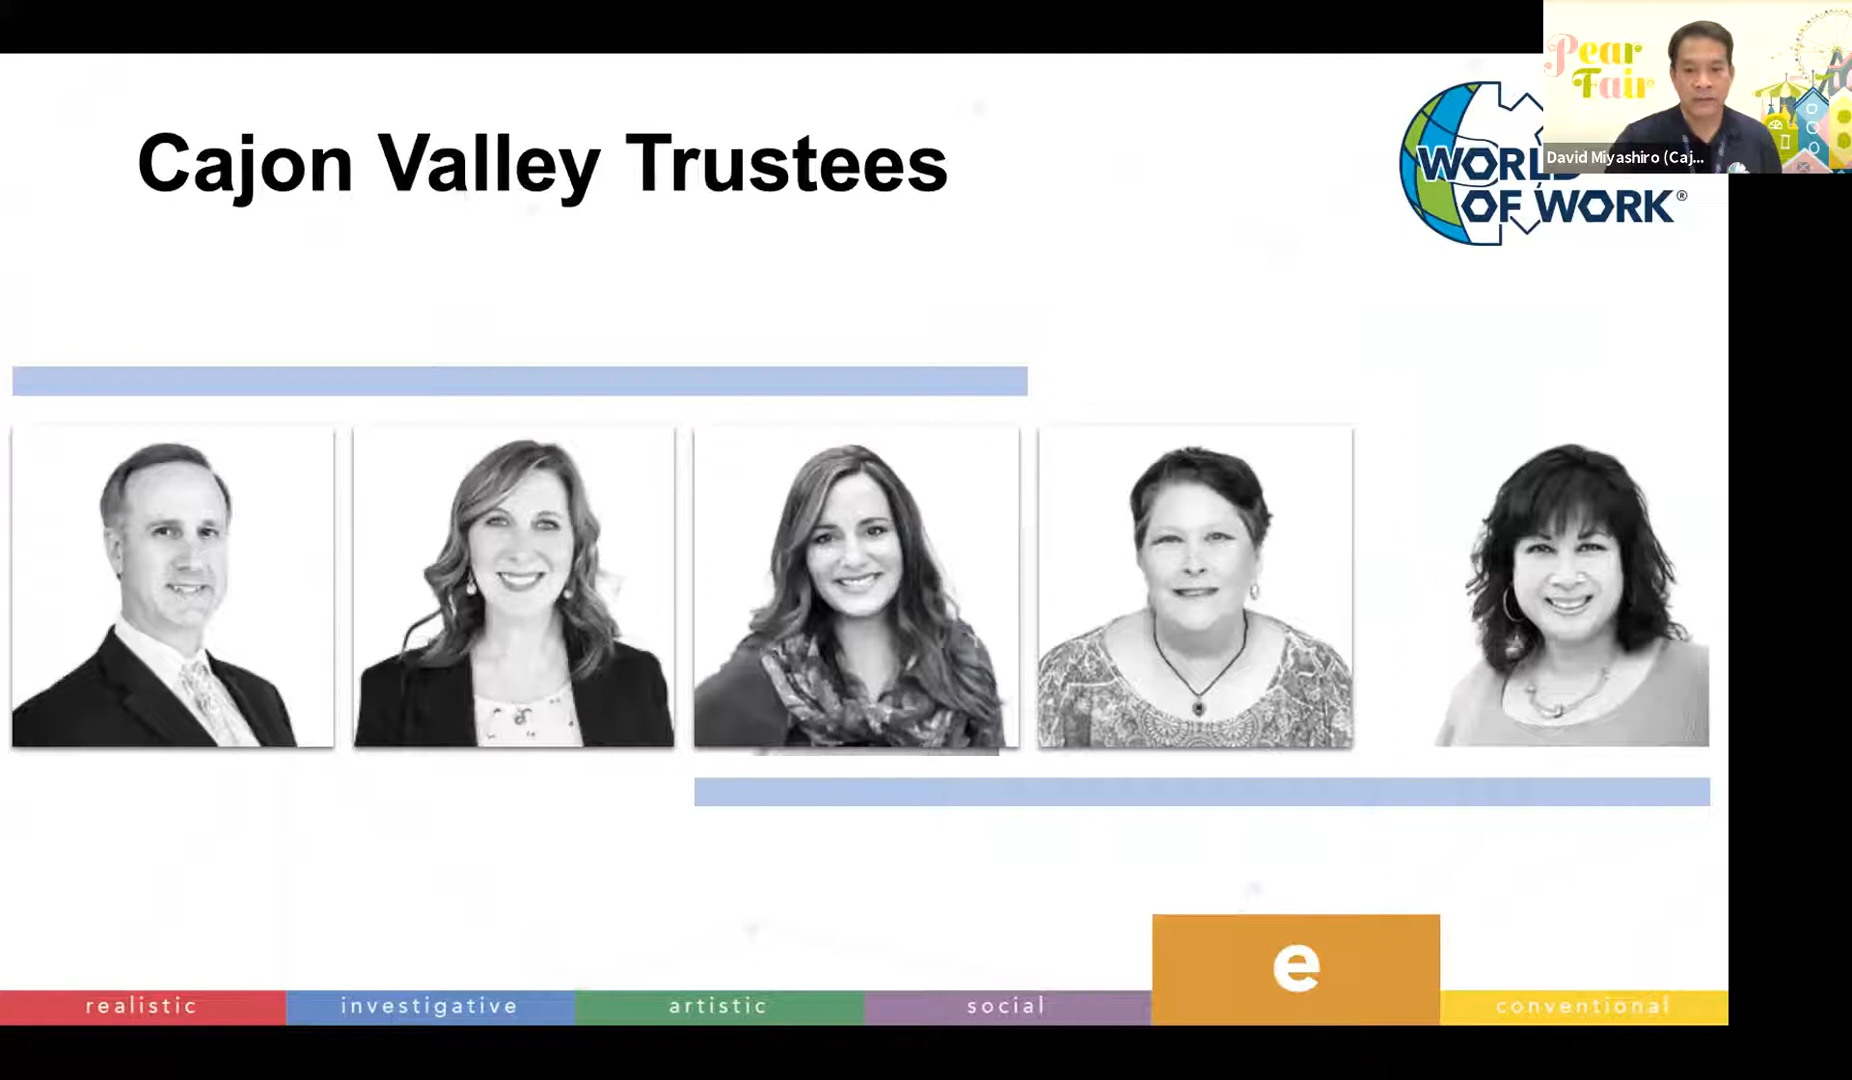 Cajon Valley Trustees
Pear
Fair
David Miyashiro (Caj...
WORLD
OF WORK®
realistic
investigative
artistic
social
e
conventional